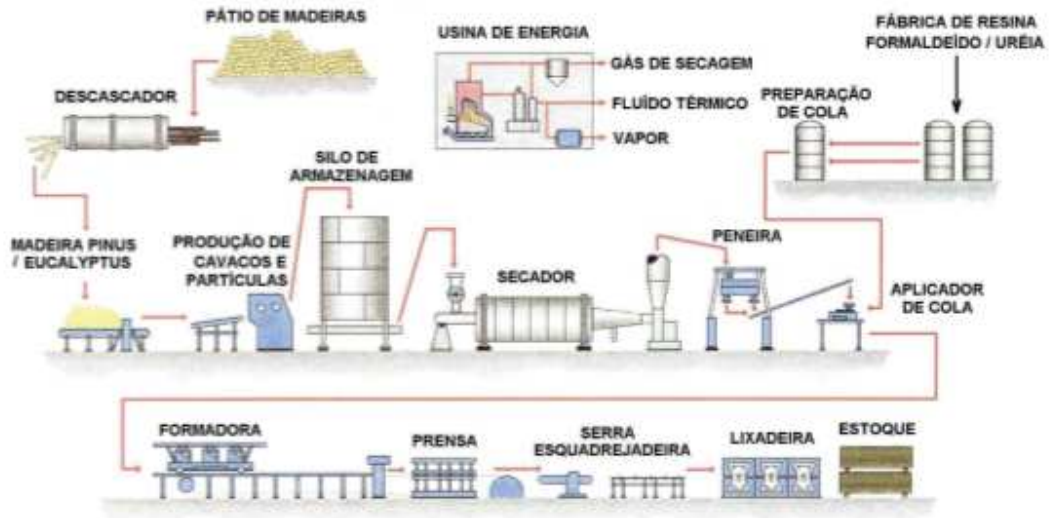 PÁTIO DE MADEIRAS
DESCASCADOR
USINA DE ENERGIA
GÁS DE SECAGEM
FLUÍDO TÉRMICO
VAPOR
FÁBRICA DE RESINA
FORMALDEÍDO / URÉIA
PREPARAÇÃO
DE COLA
SILO DE
ARMAZENAGEM
MADEIRA PINUS
/ EUCALYPTUS
PRODUÇÃO DE
CAVACOS E
PARTÍCULAS
SECADOR
PENEIRA
APLICADOR
DE COLA
FORMADORA
PRENSA
SERRA
ESQUADREJADEIRA
LIXADEIRA
ESTOQUE